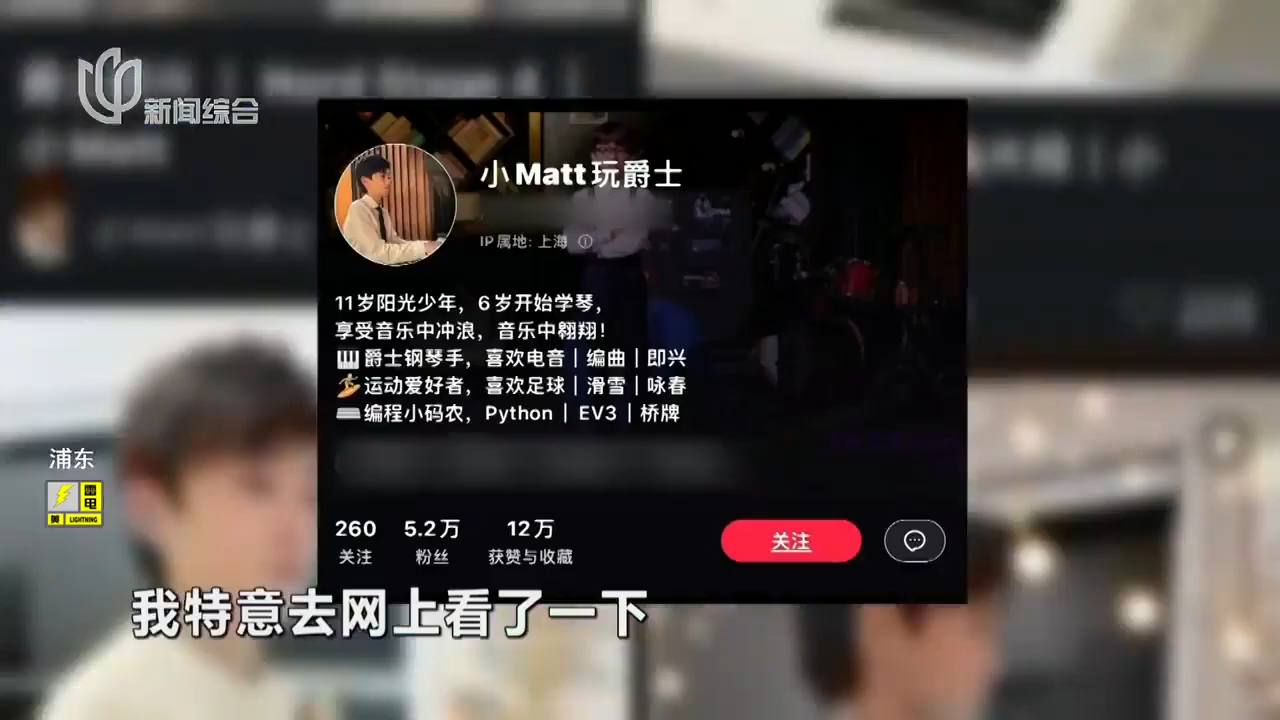 新闻综合
小Matt玩爵士
IP属地: 上海
11岁阳光少年，6岁开始学琴，
享受音乐中冲浪，音乐中翱翔！
爵士钢琴手，喜欢电音｜编曲｜即兴
运动爱好者，喜欢足球｜滑雪｜咏春
编程小码农，Python｜EV3｜桥牌
浦东
雷电
黄 LIGHTNING
260 5.2万 12万
关注 粉丝 获赞与收藏
关注
我特意去网上看了一下